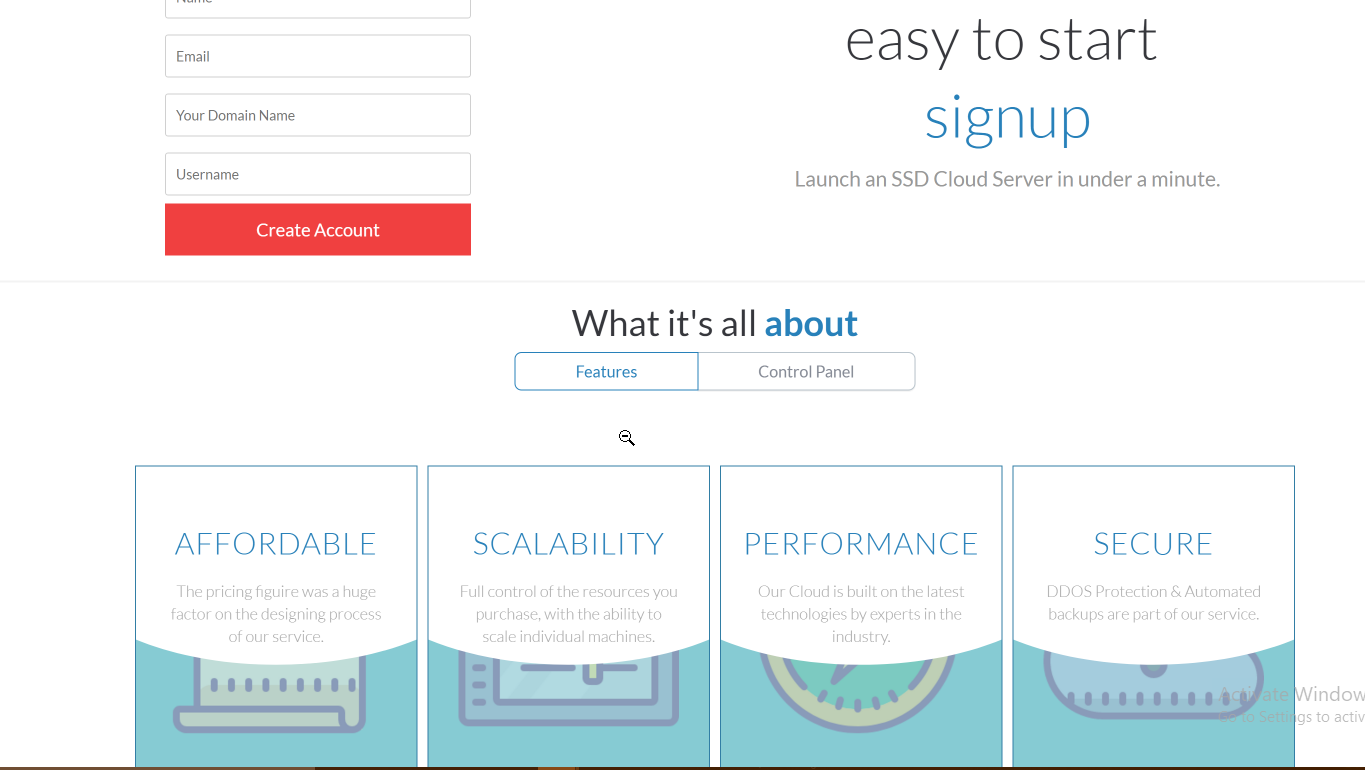 Name
Email
Your Domain Name
Username
Create Account
easy to start
signup
Launch an SSD Cloud Server in under a minute.
What it's all about
Features
Control Panel
AFFORDABLE
The pricing figuire was a huge
factor on the designing process
of our service.
SCALABILITY
Full control of the resources you
purchase, with the ability to
scale individual machines.
PERFORMANCE
Our Cloud is built on the latest
technologies by experts in the
industry.
SECURE
DDOS Protection & Automated
backups are part of our service.
Activate Window
Go to Settings to activ